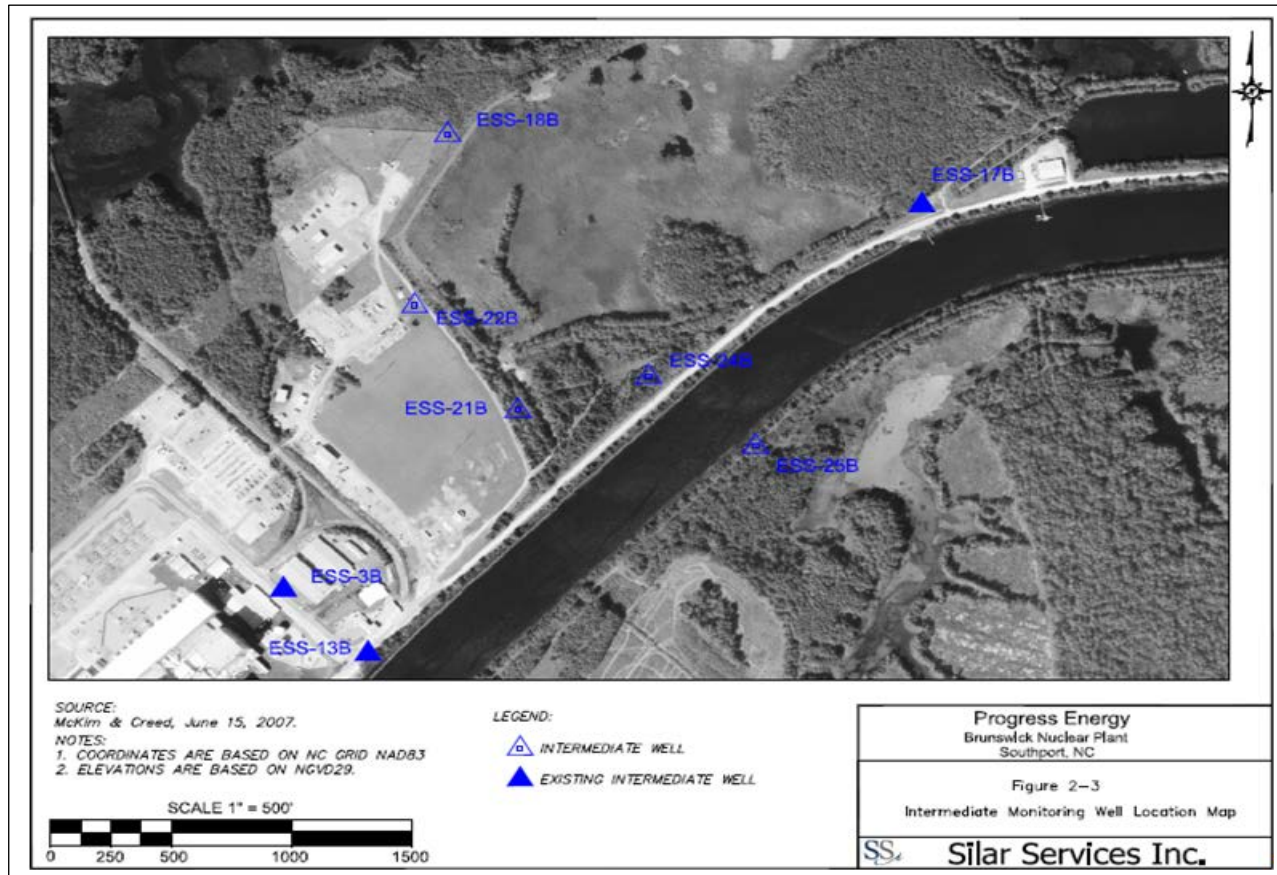 ESS-18B
ESS-17B
ESS-22B
ESS-24B
ESS-21B
ESS-25B
ESS-3B
ESS-13B
SOURCE:
McKim & Creed, June 15, 2007.
NOTES:
1. COORDINATES ARE BASED ON NC GRID NAD83
2. ELEVATIONS ARE BASED ON NGVD29.
SCALE 1" = 500'
0 250 500 1000 1500
LEGEND:
INTERMEDIATE WELL
EXISTING INTERMEDIATE WELL
Progress Energy
Brunswick Nuclear Plant
Southport, NC
Figure 2-3
Intermediate Monitoring Well Location Map
Silar Services Inc.